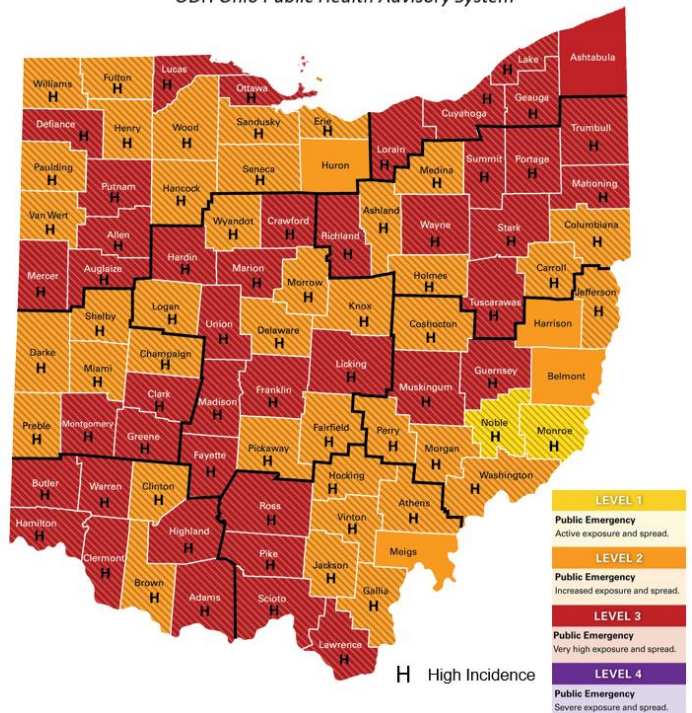 ODH Ohio Public Health Advisory System
Williams
H
Fulton
H
Lucas
H
Ottawa
H
Lake
H
Ashtabula
Geauga
H
Cuyahoga
H
Defiance
H
Henry
H
Wood
H
Sandusky
H
Erie
H
Lorain
H
Trumbull
H
Paulding
H
Putnam
H
Hancock
H
Seneca
H
Huron
Medina
H
Summit
H
Portage
H
Mahoning
H
Van Wert
H
Allen
H
Wyandot
H
Crawford
H
Richland
H
Ashland
H
Wayne
H
Stark
H
Columbiana
H
Mercer
H
Auglaize
H
Hardin
H
Marion
H
Morrow
H
Holmes
H
Carroll
H
Tuscarawas
H
Jefferson
H
Shelby
H
Logan
H
Union
H
Delaware
H
Knox
H
Coshocton
H
Harrison
Darke
H
Miami
H
Champaign
H
Clark
H
Madison
H
Franklin
H
Licking
H
Muskingum
H
Guernsey
H
Belmont
Preble
H
Montgomery
H
Greene
H
Fayette
H
Pickaway
H
Fairfield
H
Perry
H
Morgan
H
Noble
H
Monroe
H
Washington
H
Butler
H
Warren
H
Clinton
H
Ross
H
Hocking
H
Athens
H
Hamilton
H
Clermont
H
Highland
H
Pike
H
Vinton
H
Meigs
Brown
H
Adams
H
Scioto
H
Jackson
H
Gallia
H
Lawrence
H
H High Incidence
LEVEL 1
Public Emergency
Active exposure and spread.
LEVEL 2
Public Emergency
Increased exposure and spread.
LEVEL 3
Public Emergency
Very high exposure and spread.
LEVEL 4
Public Emergency
Severe exposure and spread.